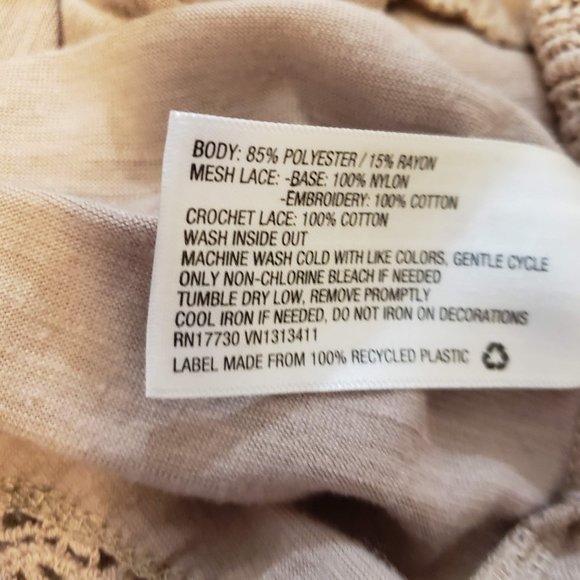 BODY: 85% POLYESTER / 15% RAYON
MESH LACE: -BASE: 100% NYLON
-EMBROIDERY: 100% COTTON
CROCHET LACE: 100% COTTON
WASH INSIDE OUT
MACHINE WASH COLD WITH LIKE COLORS, GENTLE CYCLE
ONLY NON-CHLORINE BLEACH IF NEEDED
TUMBLE DRY LOW, REMOVE PROMPTLY
COOL IRON IF NEEDED, DO NOT IRON ON DECORATIONS
RN17730 VN1313411
LABEL MADE FROM 100% RECYCLED PLASTIC